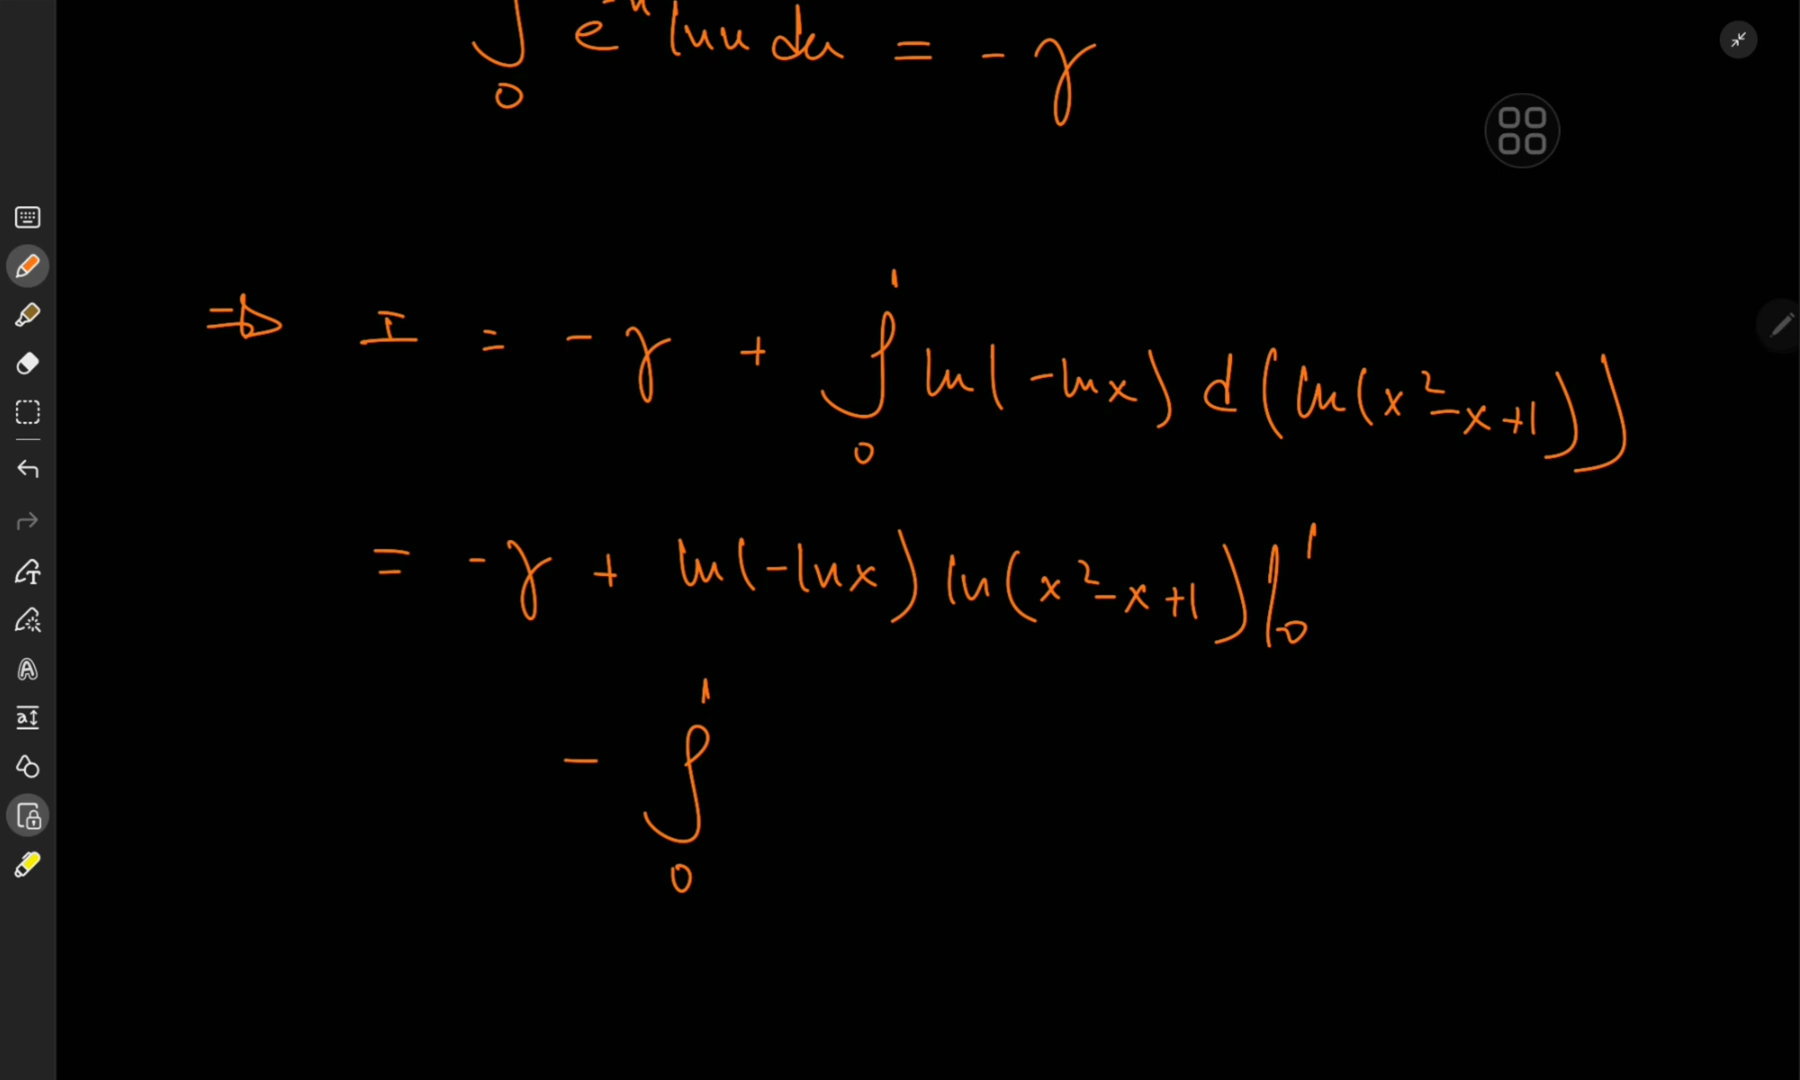 ∫₀ e^{-u} ln u du = - γ
⇒ I = - γ + ∫₀¹ ln(-ln x) d(ln(x²-x+1))
= - γ + ln(-ln x) ln(x²-x+1) |₀¹
- ∫₀¹